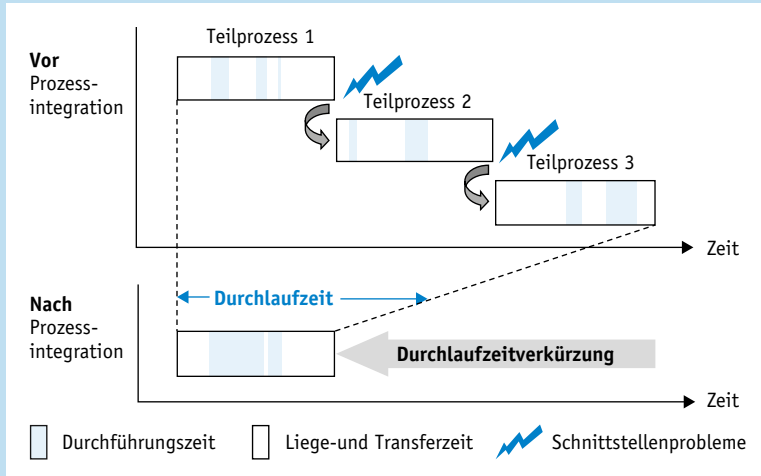 Teilprozess 1
Vor
Prozess-
integration
Teilprozess 2
Teilprozess 3
Zeit
Durchlaufzeit
Nach
Prozess-
integration
Durchlaufzeitverkürzung
Zeit
Durchführungszeit
Liege-und Transferzeit
Schnittstellenprobleme